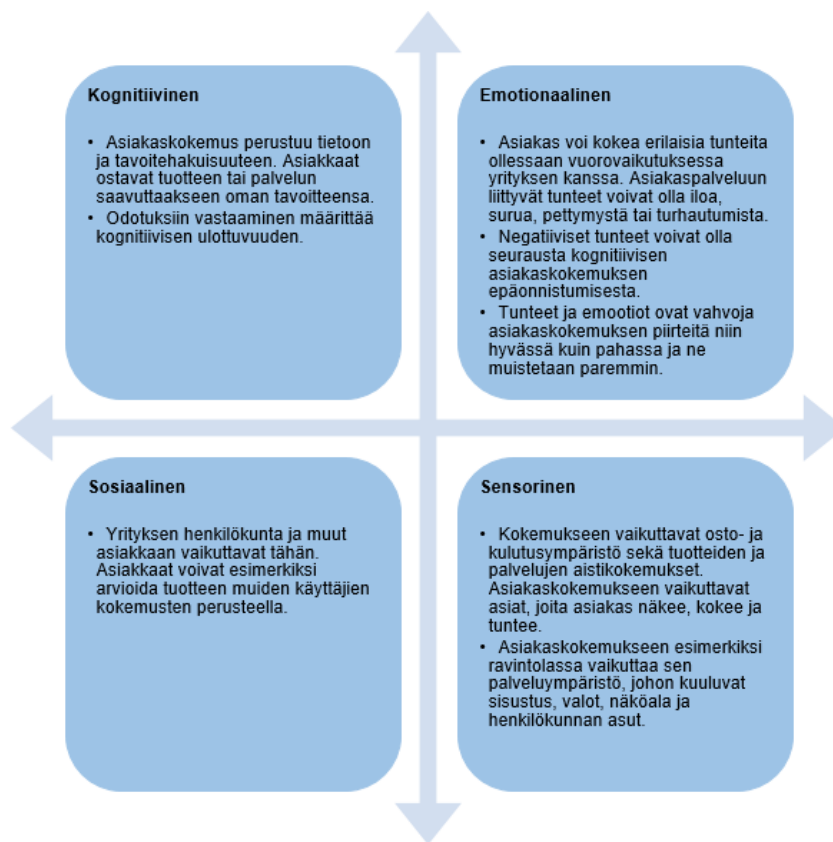 Kognitiivinen
• Asiakaskokemus perustuu tietoon
ja tavoitehakuisuuteen. Asiakkaat
ostavat tuotteen tai palvelun
saavuttaakseen oman tavoitteensa.
• Odotuksiin vastaaminen määrittää
kognitiivisen ulottuvuuden.
Emotionaalinen
• Asiakas voi kokea erilaisia tunteita
ollessaan vuorovaikutuksessa
yrityksen kanssa. Asiakaspalveluun
liittyvät tunteet voivat olla iloa,
surua, pettymystä tai turhautumista.
• Negatiiviset tunteet voivat olla
seurausta kognitiivisen
asiakaskokemuksen
epäonnistumisesta.
• Tunteet ja emootiot ovat vahvoja
asiakaskokemuksen piirteitä niin
hyvässä kuin pahassa ja ne
muistetaan paremmin.
Sosiaalinen
• Yrityksen henkilökunta ja muut
asiakkaan vaikuttavat tähän.
Asiakkaat voivat esimerkiksi
arvioida tuotteen muiden käyttäjien
kokemusten perusteella.
Sensorinen
• Kokemukseen vaikuttavat osto- ja
kulutusympäristö sekä tuotteiden ja
palvelujen aistikokemukset.
Asiakaskokemukseen vaikuttavat
asiat, joita asiakas näkee, kokee ja
tuntee.
• Asiakaskokemukseen esimerkiksi
ravintolassa vaikuttaa sen
palveluympäristö, johon kuuluvat
sisustus, valot, näköala ja
henkilökunnan asut.